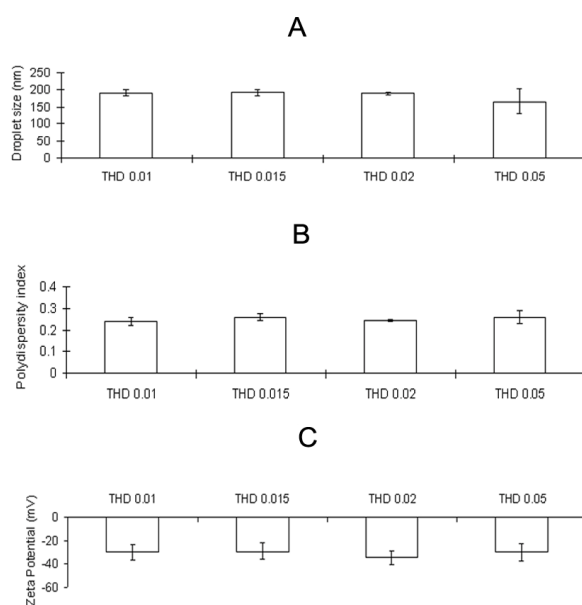 A
Droplet size (nm)
250
200
150
100
50
0
THD 0.01 THD 0.015 THD 0.02 THD 0.05
B
Polydispersity index
0.4
0.3
0.2
0.1
0
THD 0.01 THD 0.015 THD 0.02 THD 0.05
C
THD 0.01 THD 0.015 THD 0.02 THD 0.05
Zeta Potential (mV)
0
-20
-40
-60